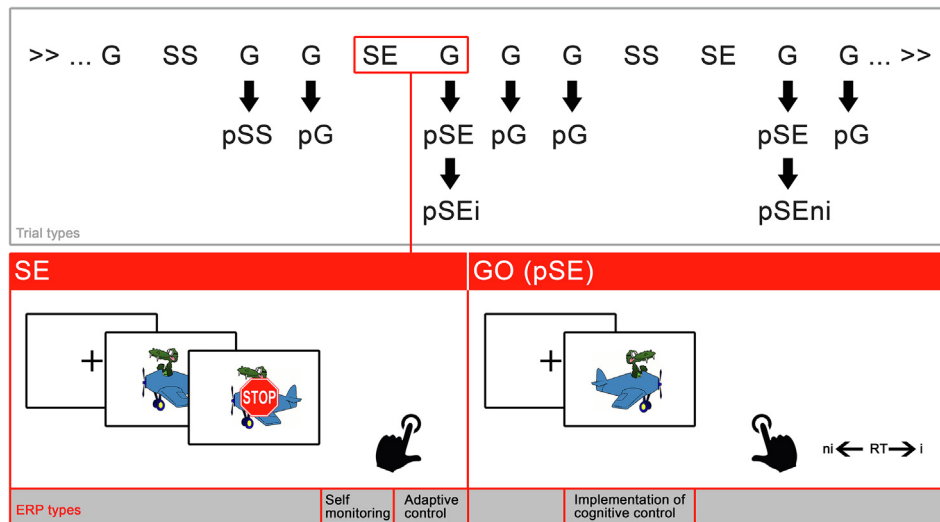 >> ... G SS G G SE G G G SS SE G G ... >>
pSS pG pSE pG pG pSE pG
pSEi pSEni
Trial types
SE GO (pSE)
+ +
STOP
ni RT i
ERP types
Self
monitoring
Adaptive
control
Implementation of
cognitive control